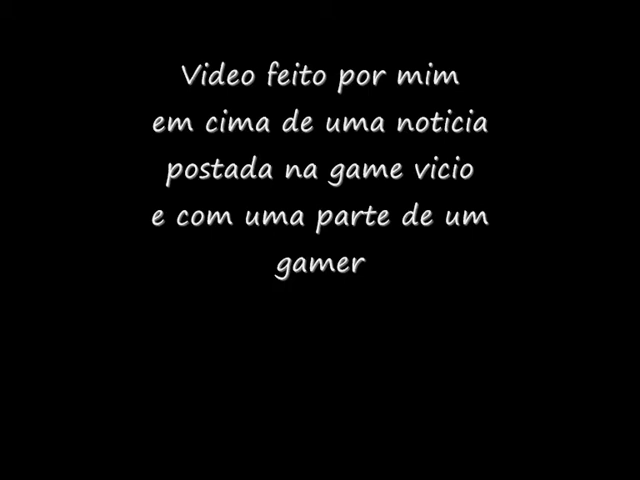 Video feito por mim
em cima de uma noticia
postada na game vicio
e com uma parte de um
gamer